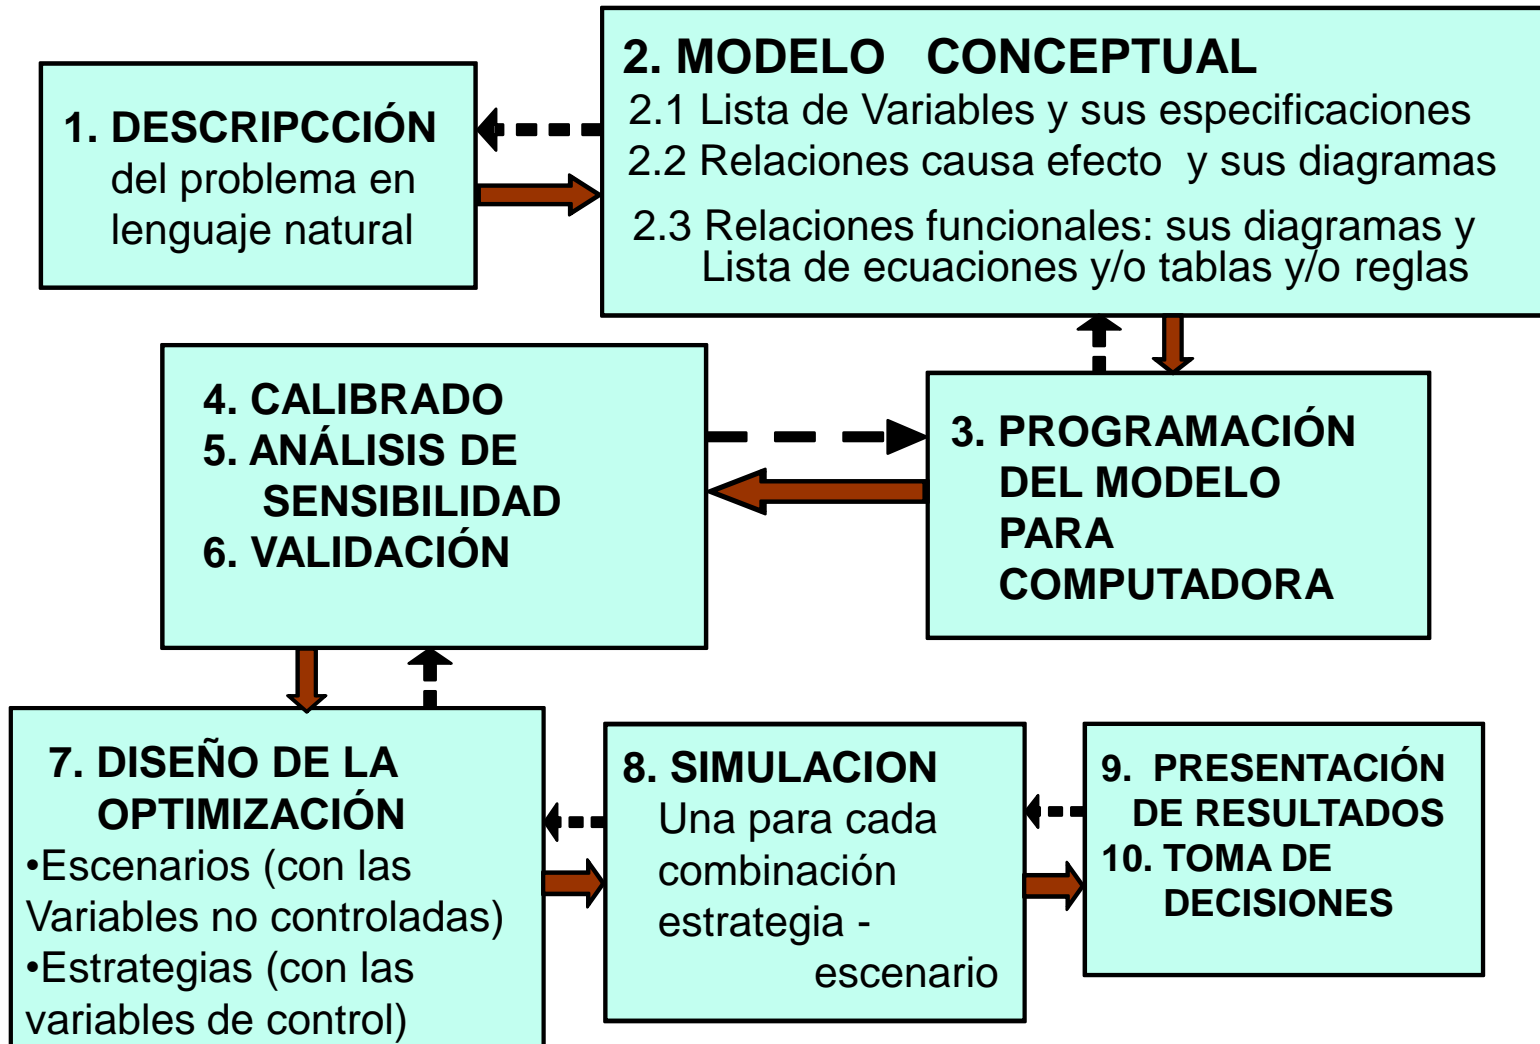 1. DESCRIPCCIÓN
del problema en
lenguaje natural
2. MODELO CONCEPTUAL
2.1 Lista de Variables y sus especificaciones
2.2 Relaciones causa efecto y sus diagramas
2.3 Relaciones funcionales: sus diagramas y
Lista de ecuaciones y/o tablas y/o reglas
3. PROGRAMACIÓN
DEL MODELO
PARA
COMPUTADORA
4. CALIBRADO
5. ANÁLISIS DE
SENSIBILIDAD
6. VALIDACIÓN
7. DISEÑO DE LA
OPTIMIZACIÓN
•Escenarios (con las
Variables no controladas)
•Estrategias (con las
variables de control)
8. SIMULACION
Una para cada
combinación
estrategia -
escenario
9. PRESENTACIÓN
DE RESULTADOS
10. TOMA DE
DECISIONES